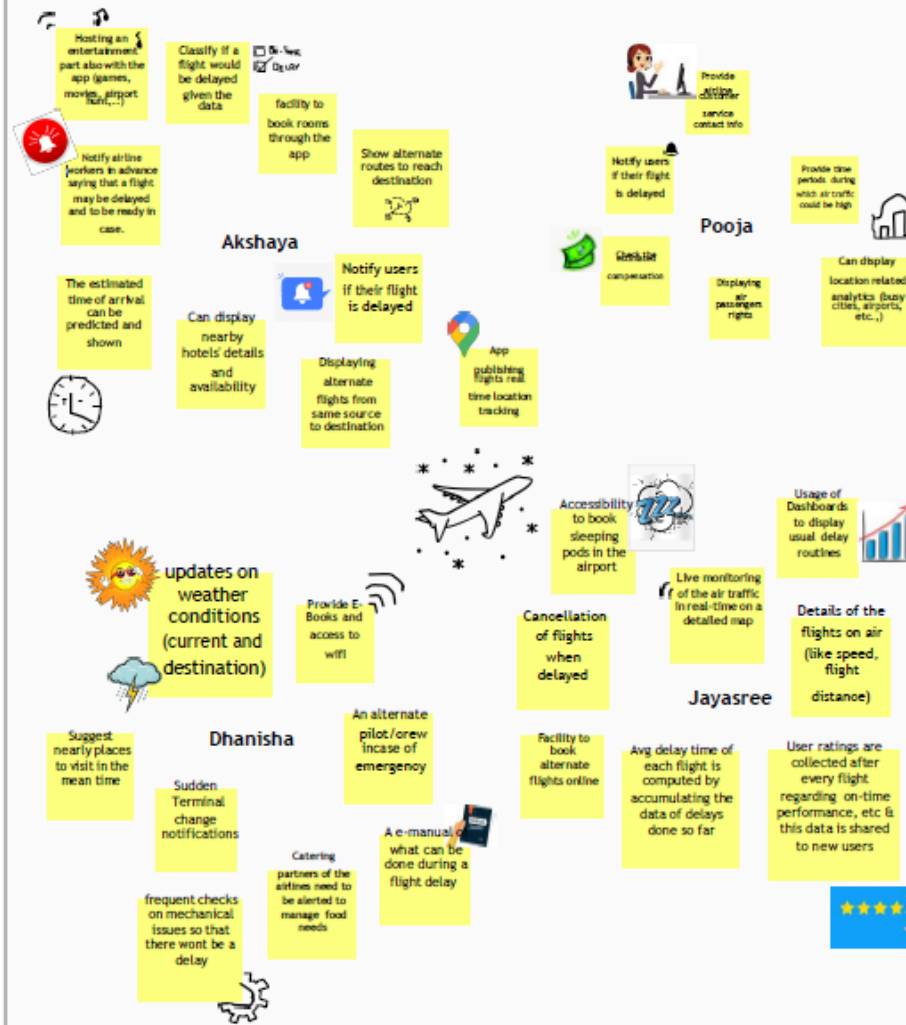 Hosting an
entertainment
part also with the
app (games,
movies, airport
hunt,..)
Classify if a
flight would
be delayed
given the
data
DELAY
facility to
book rooms
through the
app
Show alternate
routes to reach
destination
Notify airline
workers in advance
saying that a flight
may be delayed
and to be ready in
case.
Akshaya
The estimated
time of arrival
can be
predicted and
shown
Can display
nearby
hotels' details
and
availability
Notify users
if their flight
is delayed
Displaying
alternate
flights from
same source
to destination
App
publishing
flights real
time location
tracking
Provide
airline
customer
service
contact info
Notify users
if their flight
is delayed
Provide time
periods during
which air traffic
could be high
Pooja
Check the
compensation
Displaying
air
passengers
rights
Can display
location related
analytics (busy
cities, airports,
etc.,)
updates on
weather
conditions
(current and
destination)
Provide E-
Books and
access to
wifi
Suggest
nearly places
to visit in the
mean time
Dhanisha
An alternate
pilot/crew
incase of
emergency
Sudden
Terminal
change
notifications
A e-manual
what can be
done during a
flight delay
Catering
partners of the
airlines need to
be alerted to
manage food
needs
frequent checks
on mechanical
issues so that
there wont be a
delay
Accessibility
to book
sleeping
pods in the
airport
ZZZ
Usage of
Dashboards
to display
usual delay
routines
Live monitoring
of the air traffic
in real-time on a
detailed map
Cancellation
of flights
when
delayed
Details of the
flights on air
(like speed,
flight
distance)
Jayasree
Facility to
book
alternate
flights online
Avg delay time of
each flight is
computed by
accumulating the
data of delays
done so far
User ratings are
collected after
every flight
regarding on-time
performance, etc &
this data is shared
to new users